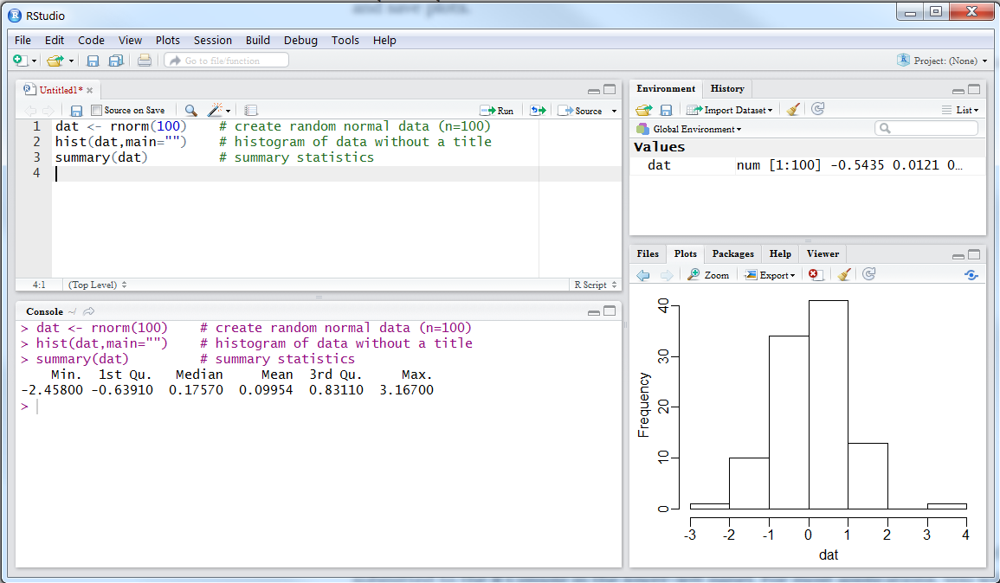 and save plots.
RStudio
File Edit Code View Plots Session Build Debug Tools Help
Go to file/function
Project: (None)
Untitled1*
Source on Save
Run
Source
1 dat <- rnorm(100) # create random normal data (n=100)
2 hist(dat,main="") # histogram of data without a title
3 summary(dat) # summary statistics
4
4:1 (Top Level) R Script
Console ~/
> dat <- rnorm(100) # create random normal data (n=100)
> hist(dat,main="") # histogram of data without a title
> summary(dat) # summary statistics
Min. 1st Qu. Median Mean 3rd Qu. Max.
-2.45800 -0.63910 0.17570 0.09954 0.83110 3.16700
>
Environment History
Import Dataset List
Global Environment
Values
dat num [1:100] -0.5435 0.0121 0…
Files Plots Packages Help Viewer
Zoom Export
40
30
20
10
0
Frequency
-3 -2 -1 0 1 2 3 4
dat